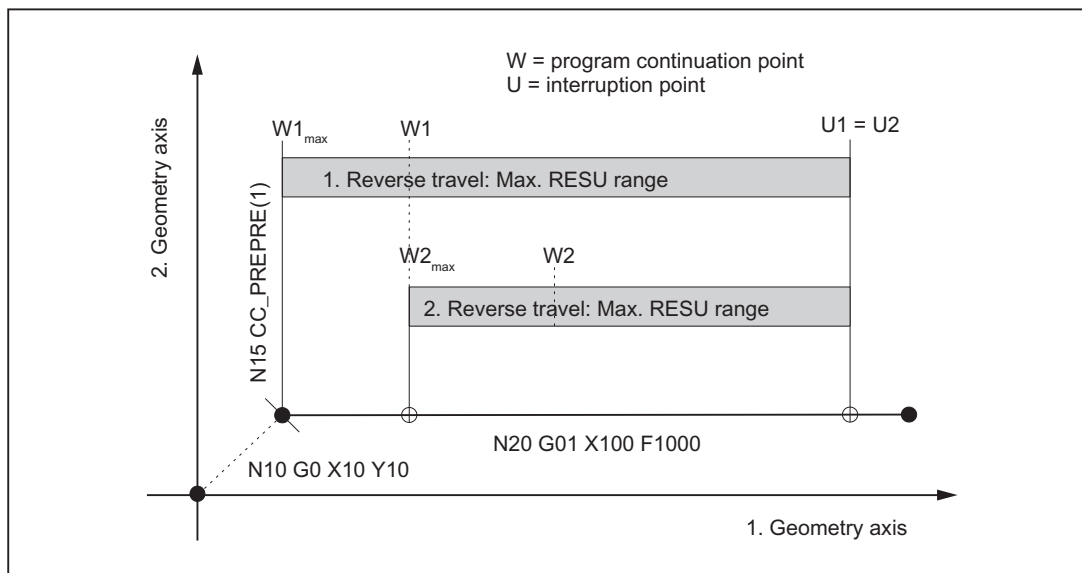 W = program continuation point
U = interruption point
W1max
W1
U1 = U2
1. Reverse travel: Max. RESU range
W2max
W2
2. Reverse travel: Max. RESU range
2. Geometry axis
N15 CC_PREPRE(1)
N20 G01 X100 F1000
N10 G0 X10 Y10
1. Geometry axis